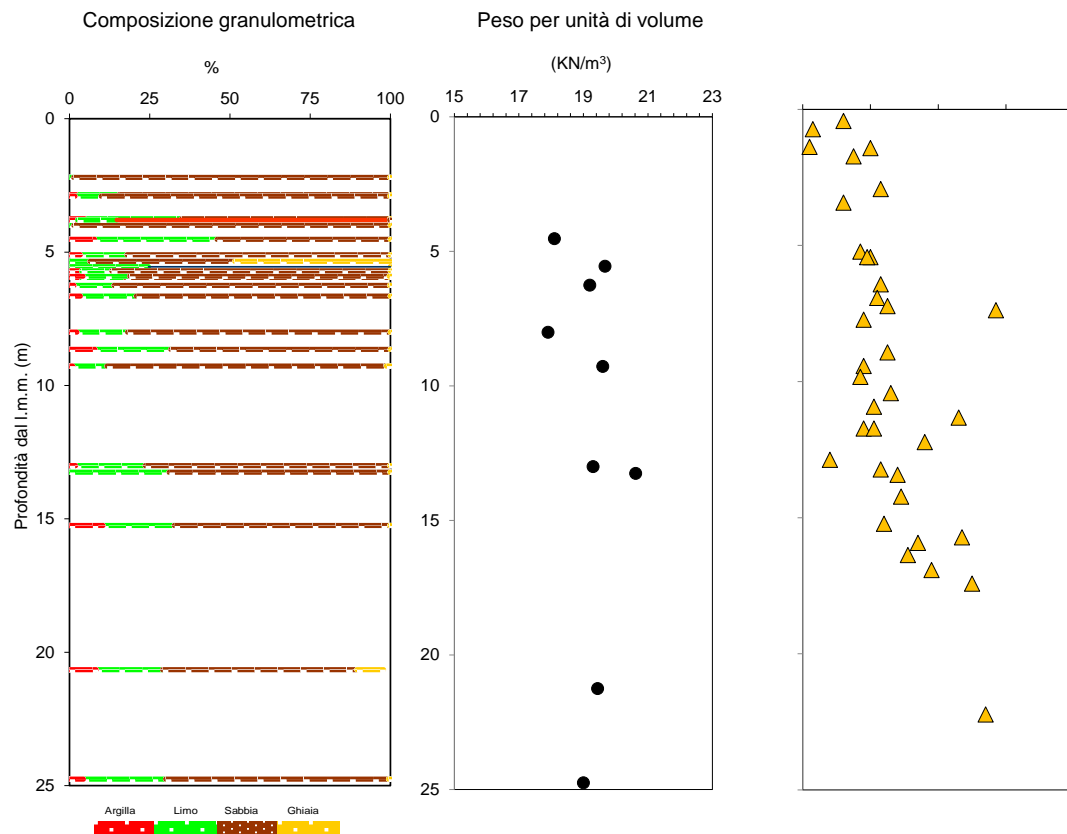 Composizione granulometrica
%
0 25 50 75 100
0
5
10
15
20
25
Profondità dal l.m.m. (m)
Argilla Limo Sabbia Ghiaia
Peso per unità di volume
(KN/m³)
15 17 19 21 23
0
5
10
15
20
25